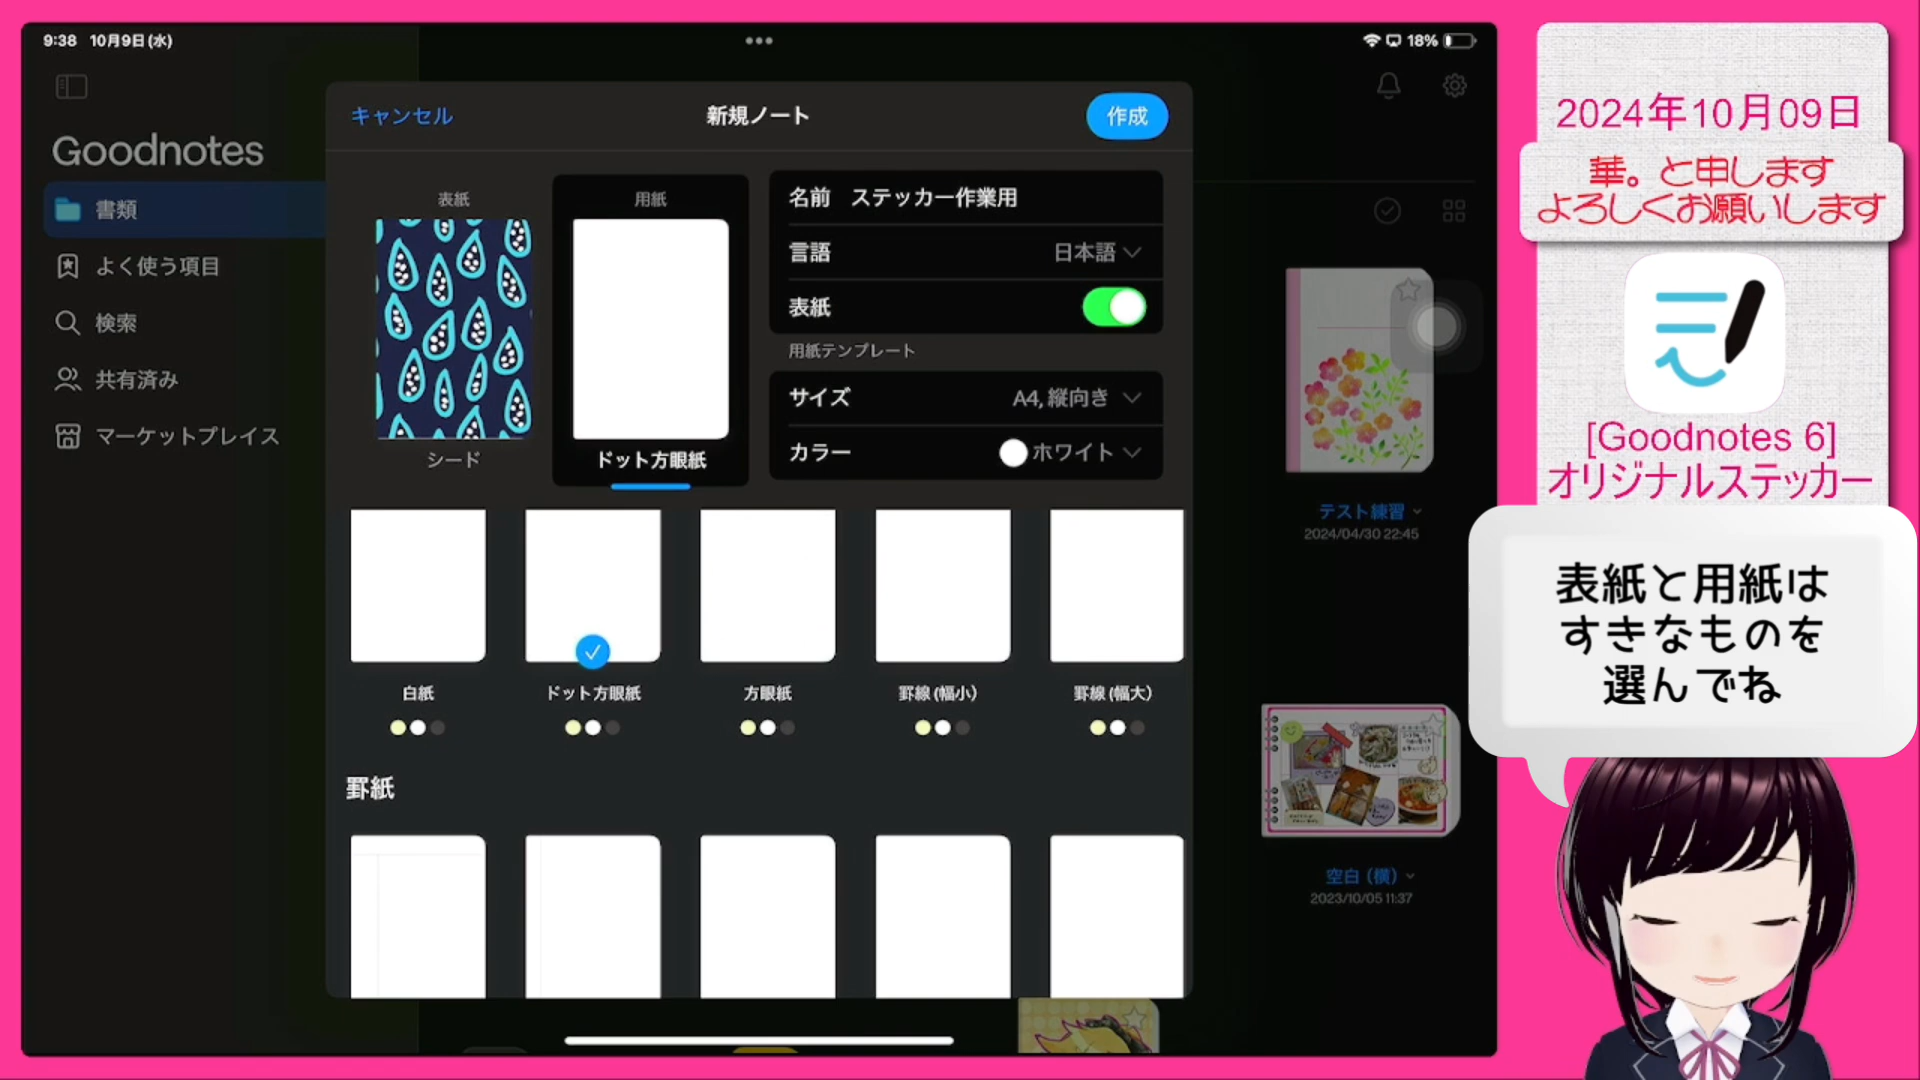 9:38 10月9日(水)
18%
Goodnotes
書類
よく使う項目
検索
共有済み
マーケットプレイス
キャンセル
新規ノート
作成
表紙
シード
用紙
ドット方眼紙
名前 ステッカー作業用
言語 日本語
表紙
用紙テンプレート
サイズ A4, 縦向き
カラー ホワイト
白紙
ドット方眼紙
方眼紙
罫線 (幅小)
罫線 (幅大)
罫紙
テスト練習
2024/04/30 22:45
空白 (横)
2023/10/05 11:37
2024年10月09日
華。と申します
よろしくお願いします
[Goodnotes 6]
オリジナルステッカー
表紙と用紙は
すきなものを
選んでね